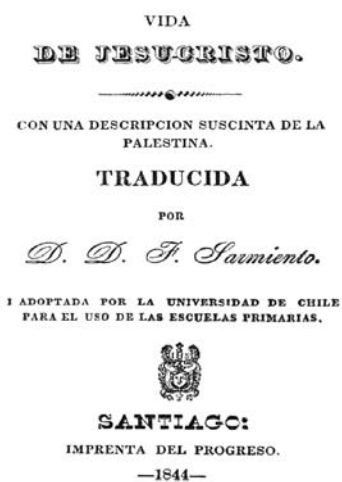 VIDA
DE JESUCRISTO.
CON UNA DESCRIPCION SUSCINTA DE LA
PALESTINA.
TRADUCIDA
POR
D. D. F. Sarmiento.
I ADOPTADA POR LA UNIVERSIDAD DE CHILE
PARA EL USO DE LAS ESCUELAS PRIMARIAS.
SANTIAGO:
IMPRENTA DEL PROGRESO.
—1844—